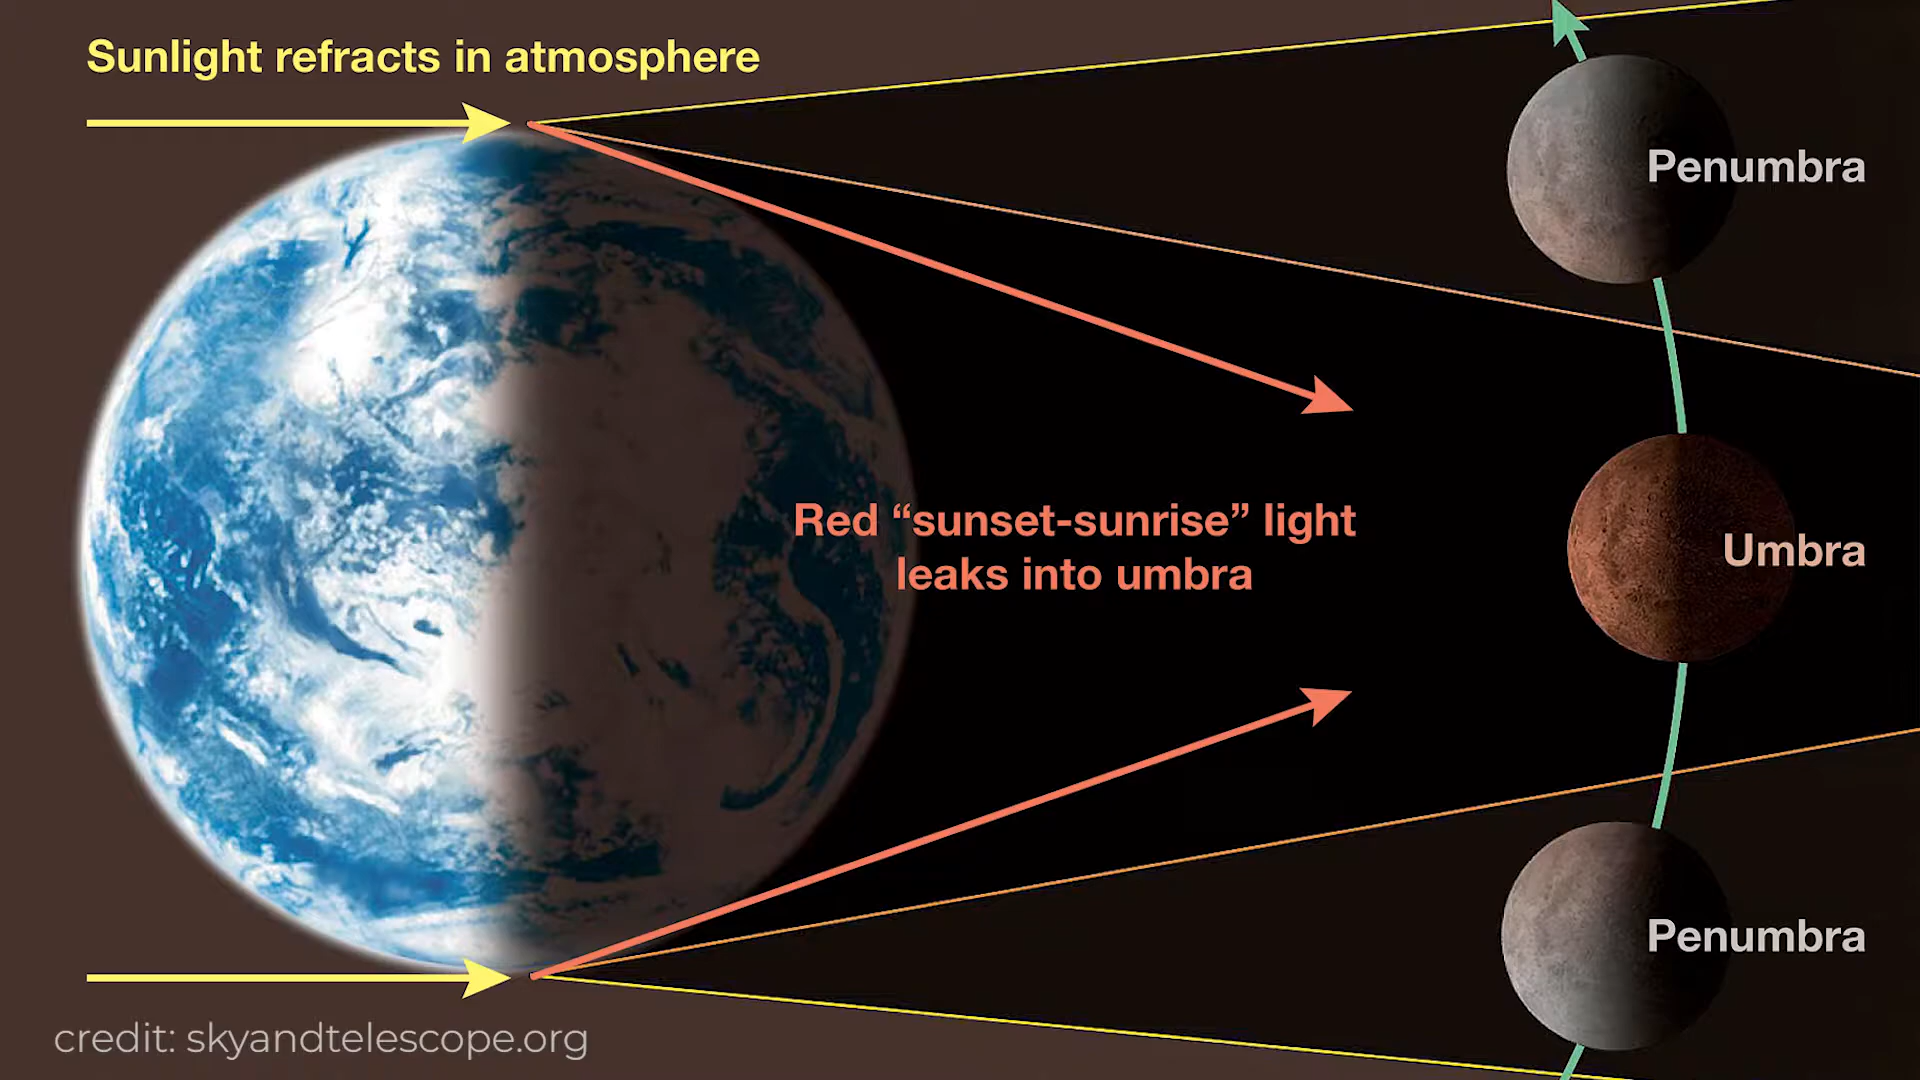 Sunlight refracts in atmosphere
Penumbra
Red “sunset-sunrise” light
leaks into umbra
Umbra
Penumbra
credit: skyandtelescope.org